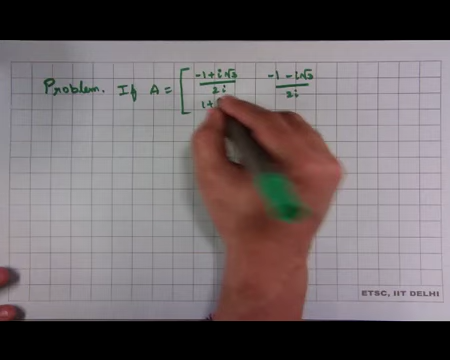 Problem. If A = [ (-1+i√3)/2i   (-1-i√3)/2i
1+
ETSC, IIT DELHI